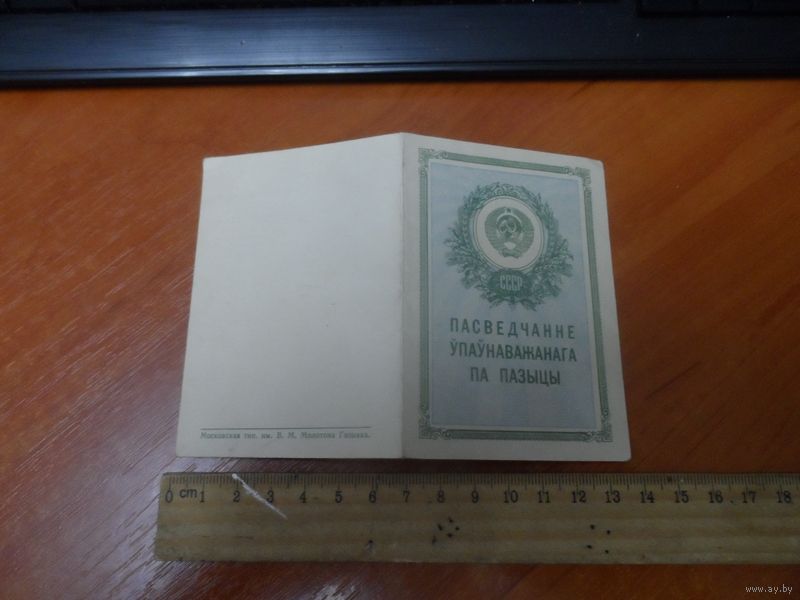 СССР
ПАСВЕДЧАННЕ
ЎПАЎНАВАЖАНАГА
ПА ПАЗЫЦЫ
Московская тип. им. В. М. Молотова Гознака.
0 cm 1 2 3 4 5 6 7 8 9 10 11 12 13 14 15 16 17 18
www.ay.by